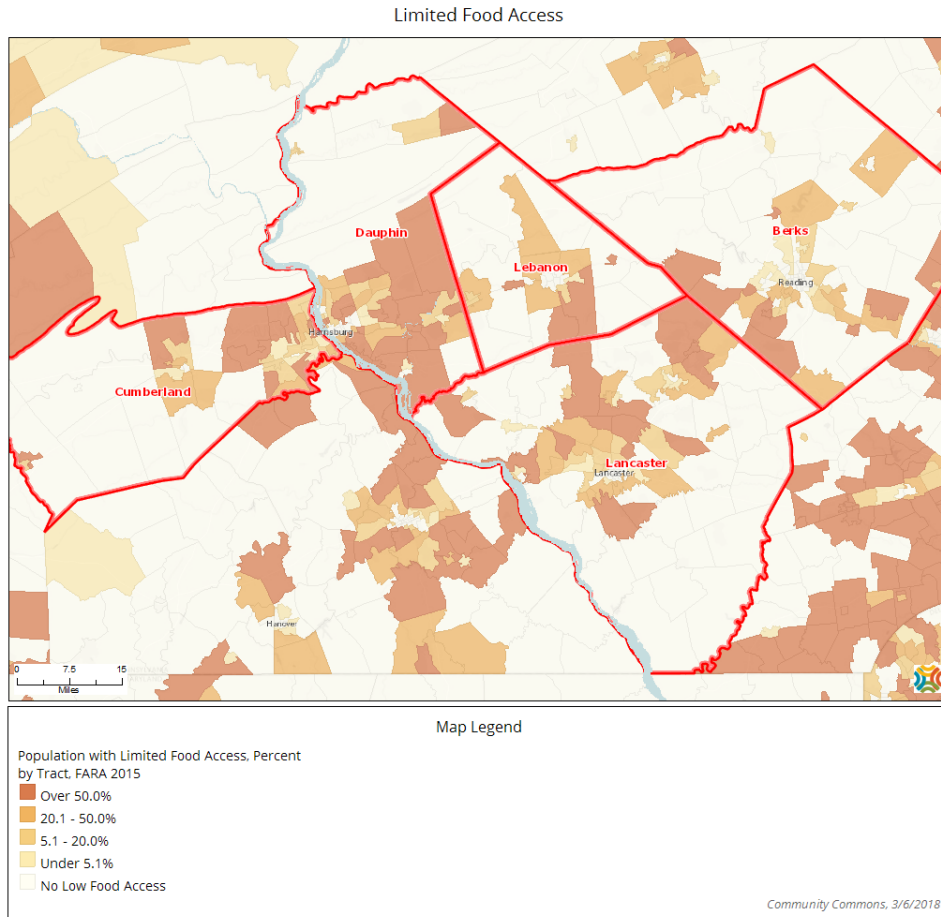 Limited Food Access
Dauphin
Berks
Lebanon
Reading
Harrisburg
Cumberland
Lancaster
Lancaster
Hanover
0 7.5 15
Miles
Map Legend
Population with Limited Food Access, Percent
by Tract, FARA 2015
Over 50.0%
20.1 - 50.0%
5.1 - 20.0%
Under 5.1%
No Low Food Access
Community Commons, 3/6/2018